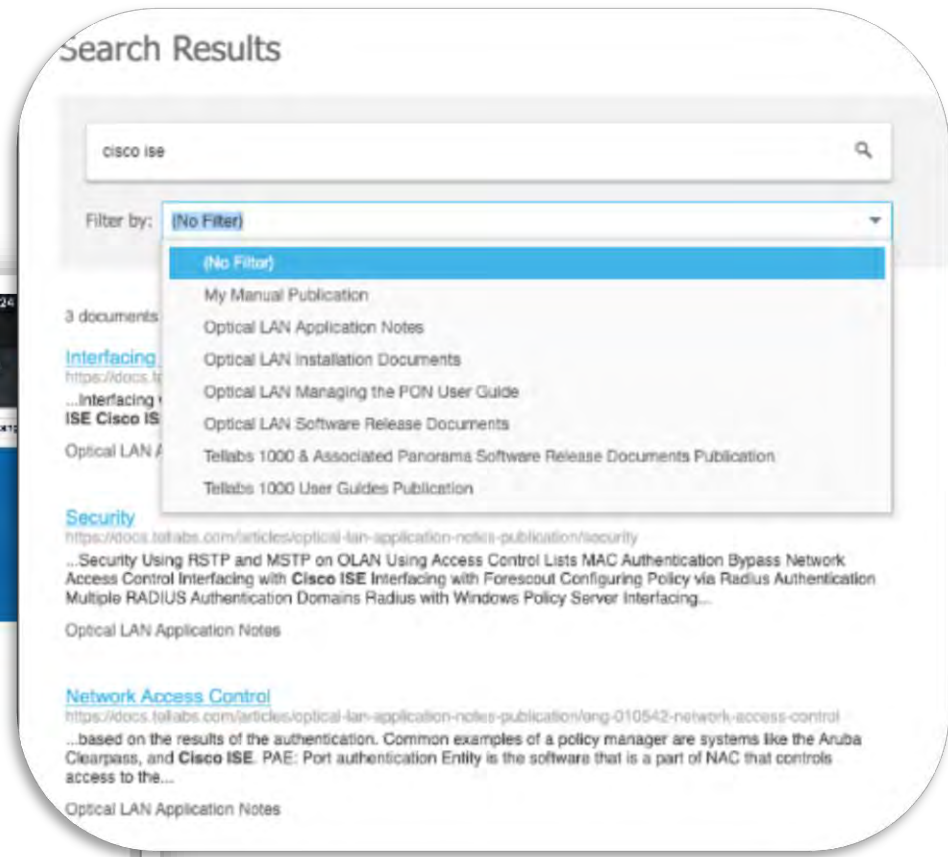 Search Results
cisco ise
Filter by: (No Filter)
(No Filter)
My Manual Publication
3 documents
Optical LAN Application Notes
Interfacing
Optical LAN Installation Documents
https://docs.
Optical LAN Managing the PON User Guide
...Interfacing
ISE Cisco IS
Optical LAN Software Release Documents
Optical LAN A
Tellabs 1000 & Associated Panorama Software Release Documents Publication
Tellabs 1000 User Guides Publication
Security
https://docs.tellabs.com/articles/optical-lan-application-notes-publication/security
...Security Using RSTP and MSTP on OLAN Using Access Control Lists MAC Authentication Bypass Network
Access Control Interfacing with Cisco ISE Interfacing with Forescout Configuring Policy via Radius Authentication
Multiple RADIUS Authentication Domains Radius with Windows Policy Server Interfacing...
Optical LAN Application Notes
Network Access Control
https://docs.tellabs.com/articles/optical-lan-application-notes-publication/eng-010542-network-access-control
...based on the results of the authentication. Common examples of a policy manager are systems like the Aruba
Clearpass, and Cisco ISE. PAE: Port authentication Entity is the software that is a part of NAC that controls
access to the...
Optical LAN Application Notes
24